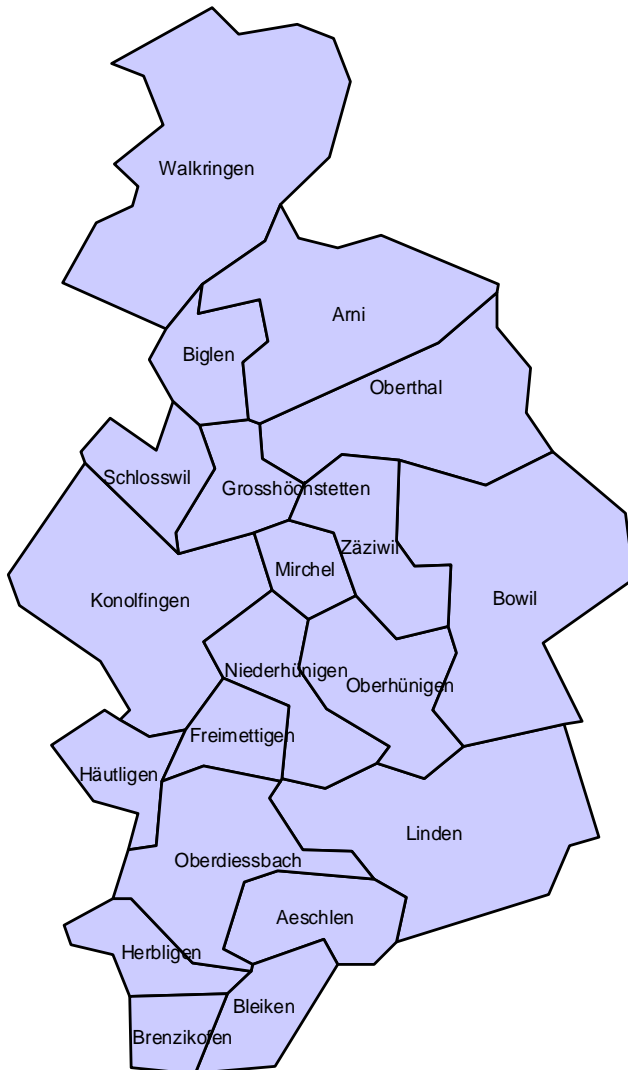 Walkringen
Arni
Biglen
Oberthal
Schlosswil
Grosshöchstetten
Zäziwil
Mirchel
Bowil
Konolfingen
Niederhünigen
Oberhünigen
Freimettigen
Häutligen
Linden
Oberdiessbach
Aeschlen
Herbligen
Bleiken
Brenzikofen